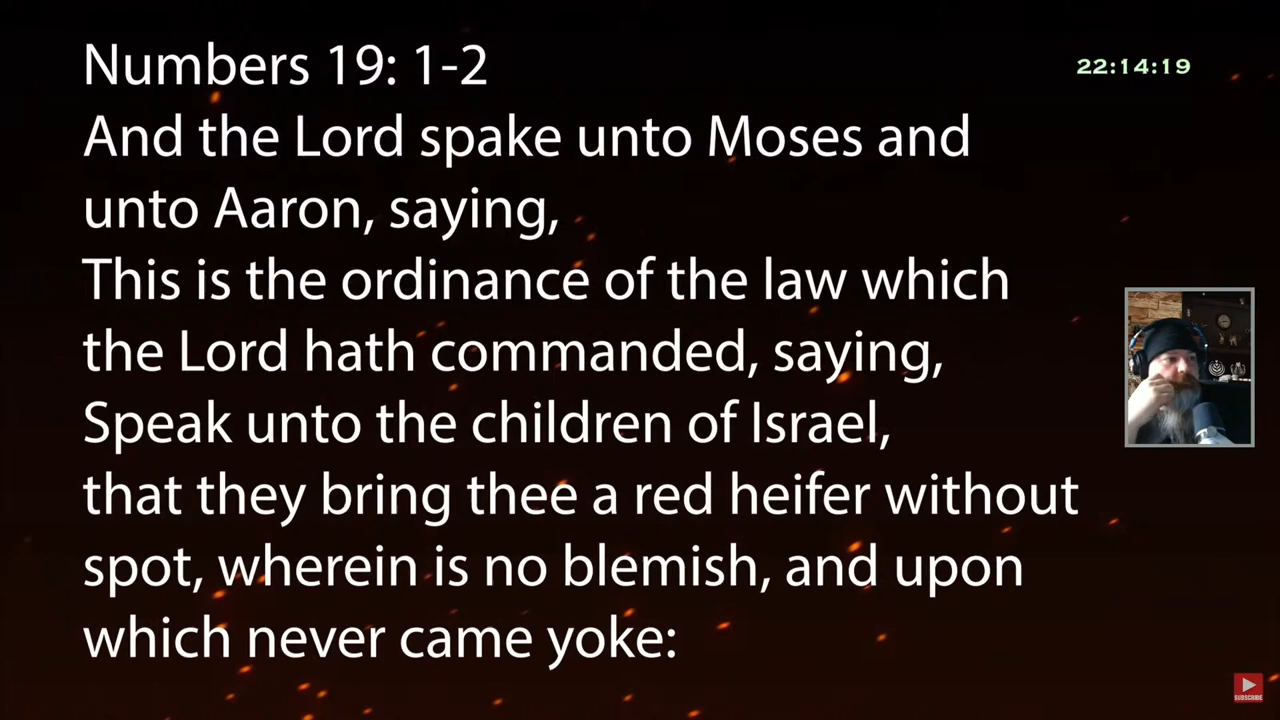 Numbers 19: 1-2
22:14:19
And the Lord spake unto Moses and
unto Aaron, saying,
This is the ordinance of the law which
the Lord hath commanded, saying,
Speak unto the children of Israel,
that they bring thee a red heifer without
spot, wherein is no blemish, and upon
which never came yoke:
SUBSCRIBE